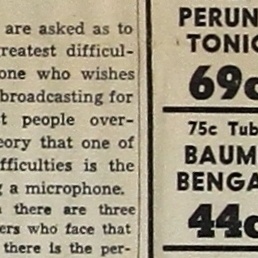 are asked as to
reatest difficul-
one who wishes
broadcasting for
t people over-
eory that one of
fficulties is the
g a microphone.
there are three
ers who face that
there is the per-
PERUN
TONIC
69c
75c Tub
BAUM
BENGA
44c